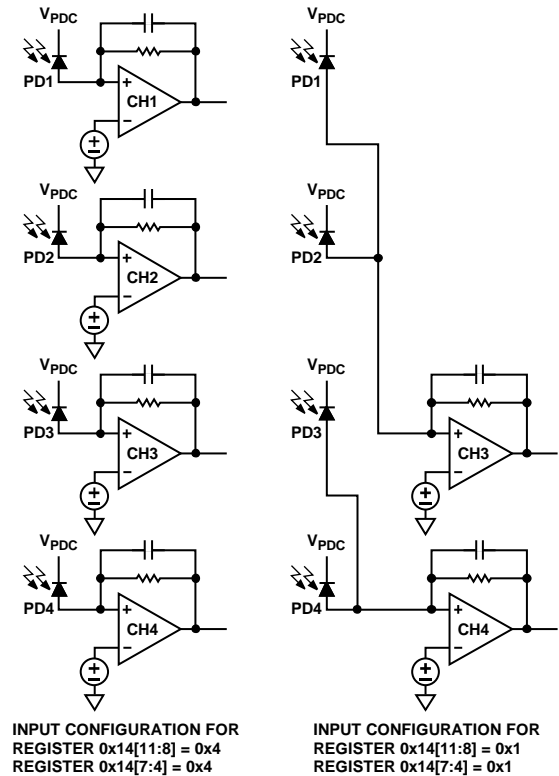 VPDC
PD1
+
CH1
−
±
VPDC
PD2
+
CH2
−
±
VPDC
PD3
+
CH3
−
±
VPDC
PD4
+
CH4
−
±
INPUT CONFIGURATION FOR
REGISTER 0x14[11:8] = 0x4
REGISTER 0x14[7:4] = 0x4
VPDC
PD1
VPDC
PD2
VPDC
PD3
+
CH3
−
±
VPDC
PD4
+
CH4
−
±
INPUT CONFIGURATION FOR
REGISTER 0x14[11:8] = 0x1
REGISTER 0x14[7:4] = 0x1